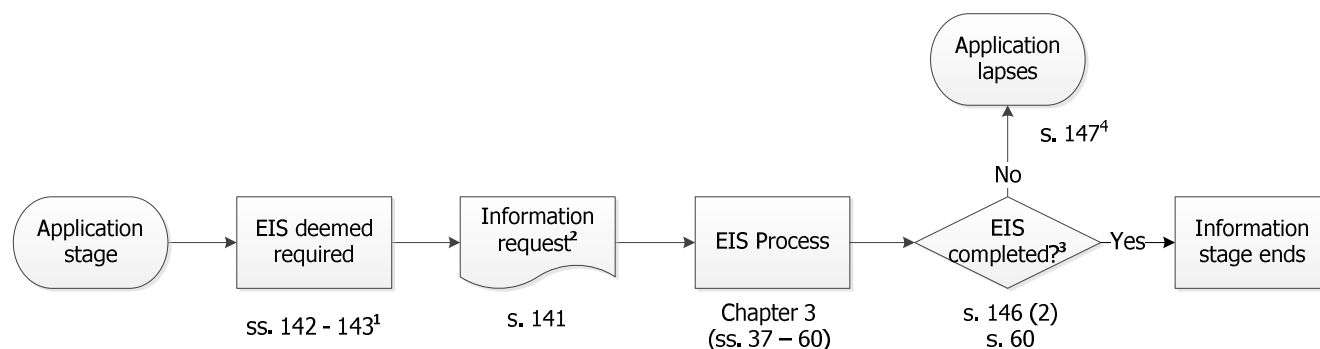 Application
lapses
s. 147⁴
No
Application
stage
EIS deemed
required
Information
request²
EIS Process
EIS
completed?³
Yes
Information
stage ends
ss. 142 - 143¹
s. 141
Chapter 3
(ss. 37 – 60)
s. 146 (2)
s. 60